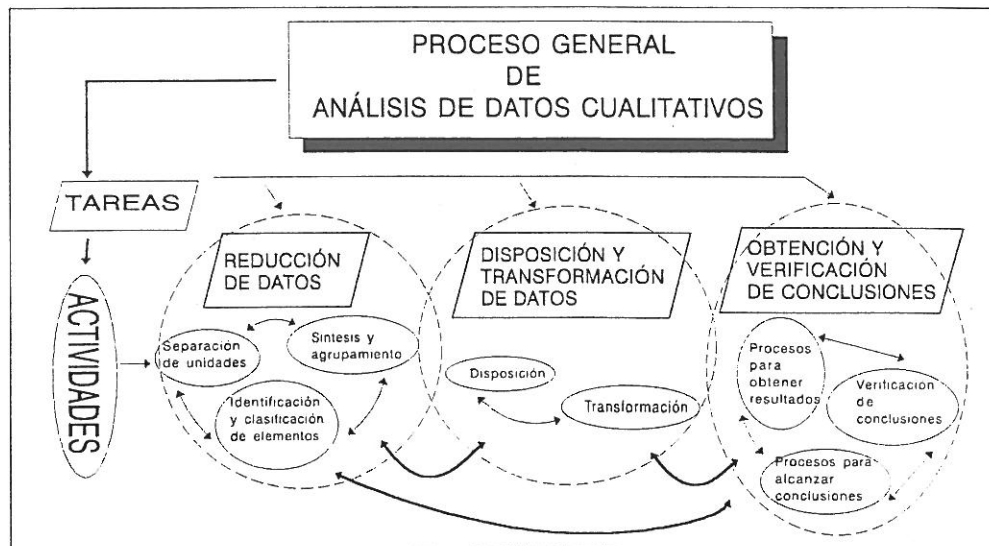 PROCESO GENERAL
DE
ANÁLISIS DE DATOS CUALITATIVOS
TAREAS
REDUCCIÓN
DE DATOS
DISPOSICIÓN Y
TRANSFORMACIÓN
DE DATOS
OBTENCIÓN Y
VERIFICACIÓN
DE CONCLUSIONES
ACTIVIDADES
Separación
de unidades
Síntesis y
agrupamiento
Identificación
y clasificación
de elementos
Disposición
Transformación
Procesos
para
obtener
resultados
Verificación
de
conclusiones
Procesos para
alcanzar
conclusiones